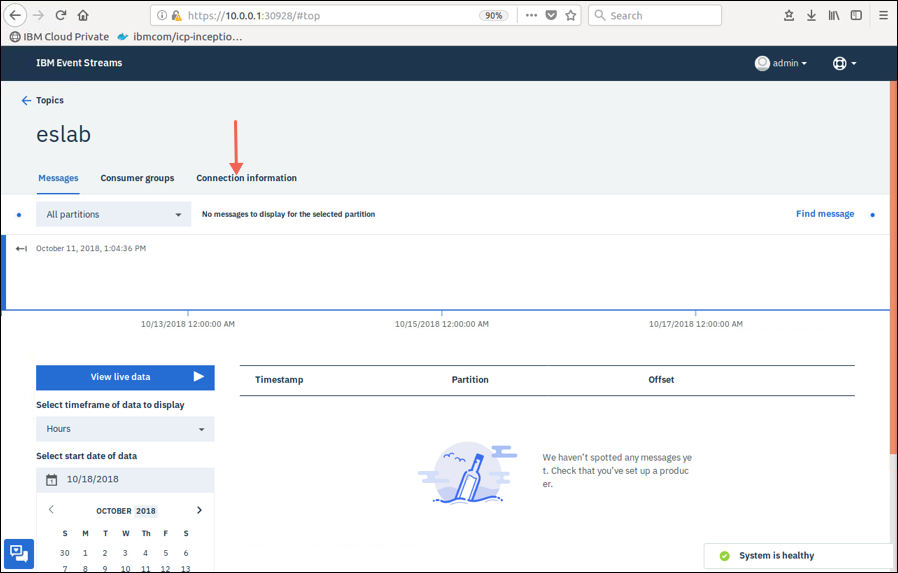 https://10.0.0.1:30928/#top
90%
Search
IBM Cloud Private
ibmcom/icp-inceptio…
IBM Event Streams
admin
Topics
eslab
Messages
Consumer groups
Connection information
All partitions
No messages to display for the selected partition
Find message
October 11, 2018, 1:04:36 PM
10/13/2018 12:00:00 AM
10/15/2018 12:00:00 AM
10/17/2018 12:00:00 AM
View live data
Timestamp
Partition
Offset
Select timeframe of data to display
Hours
Select start date of data
10/18/2018
OCTOBER 2018
S M T W Th F S
30 1 2 3 4 5 6
7 8 9 10 11 12 13
We haven't spotted any messages ye
t. Check that you've set up a produc
er.
System is healthy